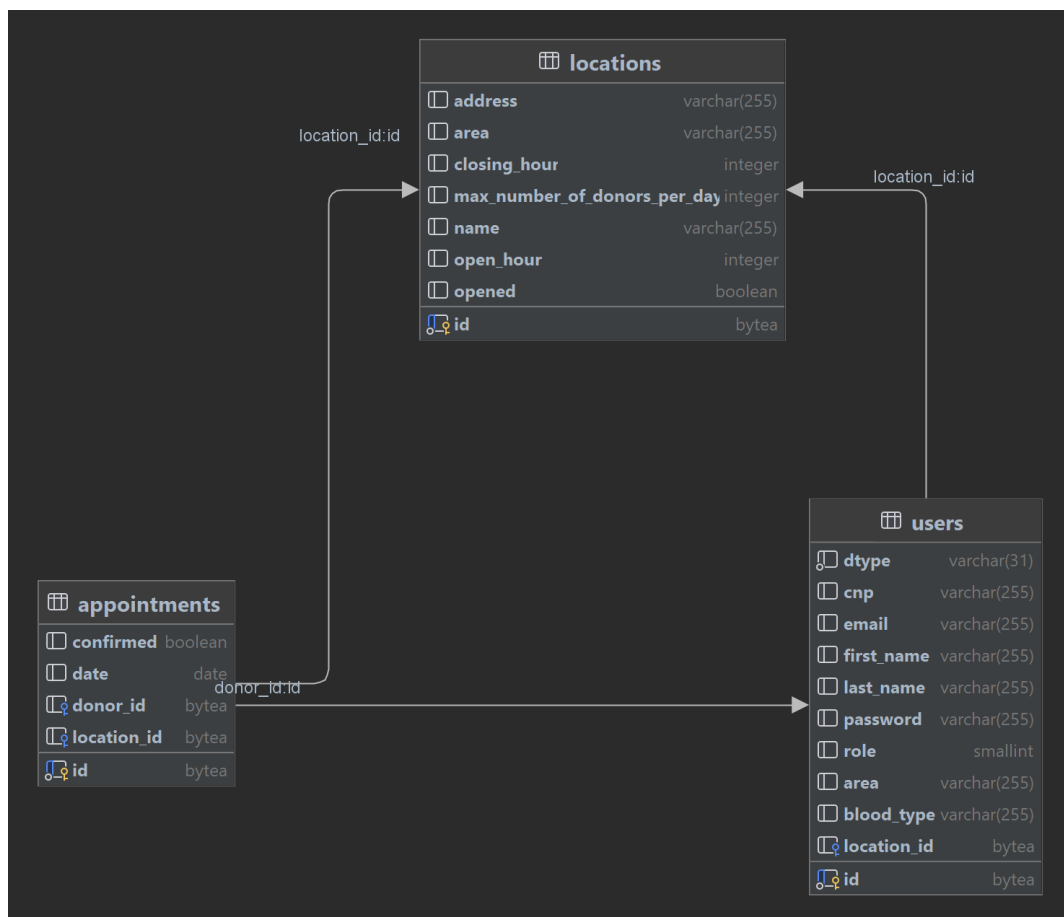 locations
address varchar(255)
area varchar(255)
closing_hour integer
max_number_of_donors_per_day integer
name varchar(255)
open_hour integer
opened boolean
id bytea
location_id:id
location_id:id
users
dtype varchar(31)
cnp varchar(255)
email varchar(255)
first_name varchar(255)
last_name varchar(255)
password varchar(255)
role smallint
area varchar(255)
blood_type varchar(255)
location_id bytea
id bytea
appointments
confirmed boolean
date date
donor_id bytea
location_id bytea
id bytea
donor_id:id